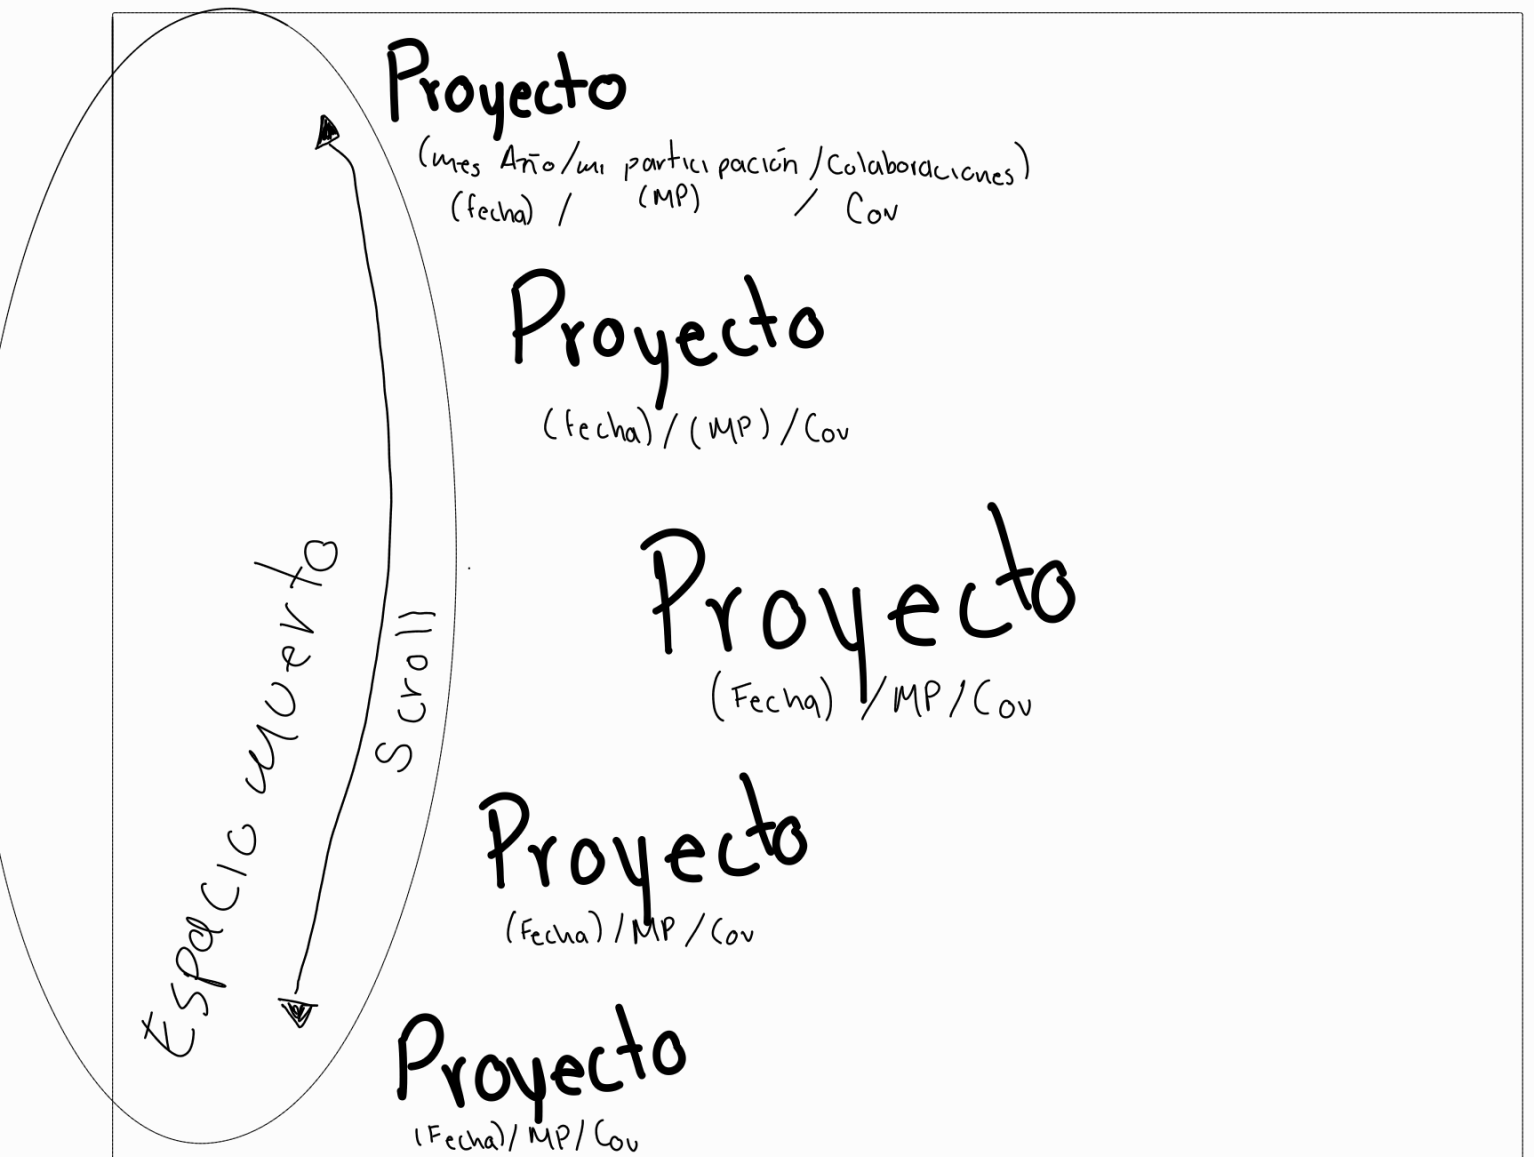 Proyecto
(mes Año/mi participación/Colaboraciones)
(fecha) / (MP) / Cov
Proyecto
(fecha)/(MP)/Cov
Proyecto
(Fecha)/MP/Cov
Proyecto
(Fecha)/MP/Cov
Proyecto
(Fecha)/MP/Cov
Espacio muerto
Scroll